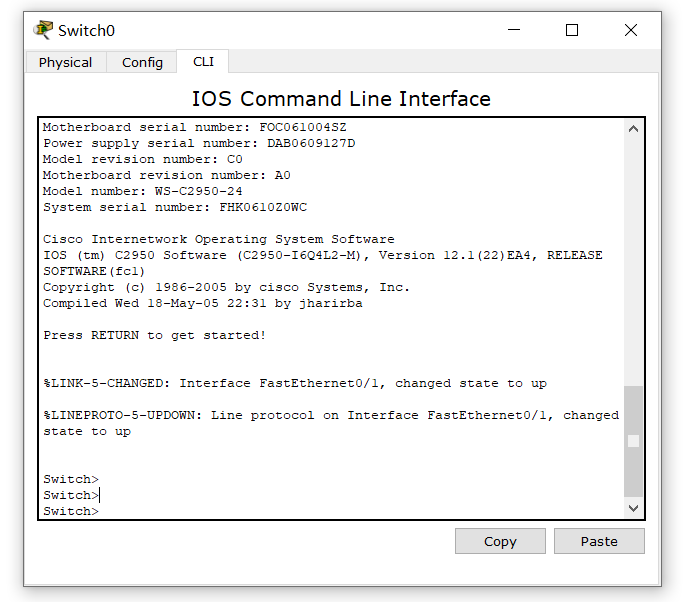 Switch0
Physical Config CLI
IOS Command Line Interface
Motherboard serial number: FOC061004SZ
Power supply serial number: DAB0609127D
Model revision number: C0
Motherboard revision number: A0
Model number: WS-C2950-24
System serial number: FHK0610Z0WC
Cisco Internetwork Operating System Software
IOS (tm) C2950 Software (C2950-I6Q4L2-M), Version 12.1(22)EA4, RELEASE
SOFTWARE(fc1)
Copyright (c) 1986-2005 by cisco Systems, Inc.
Compiled Wed 18-May-05 22:31 by jharirba
Press RETURN to get started!
%LINK-5-CHANGED: Interface FastEthernet0/1, changed state to up
%LINEPROTO-5-UPDOWN: Line protocol on Interface FastEthernet0/1, changed
state to up
Switch>
Switch>
Switch>
Copy Paste